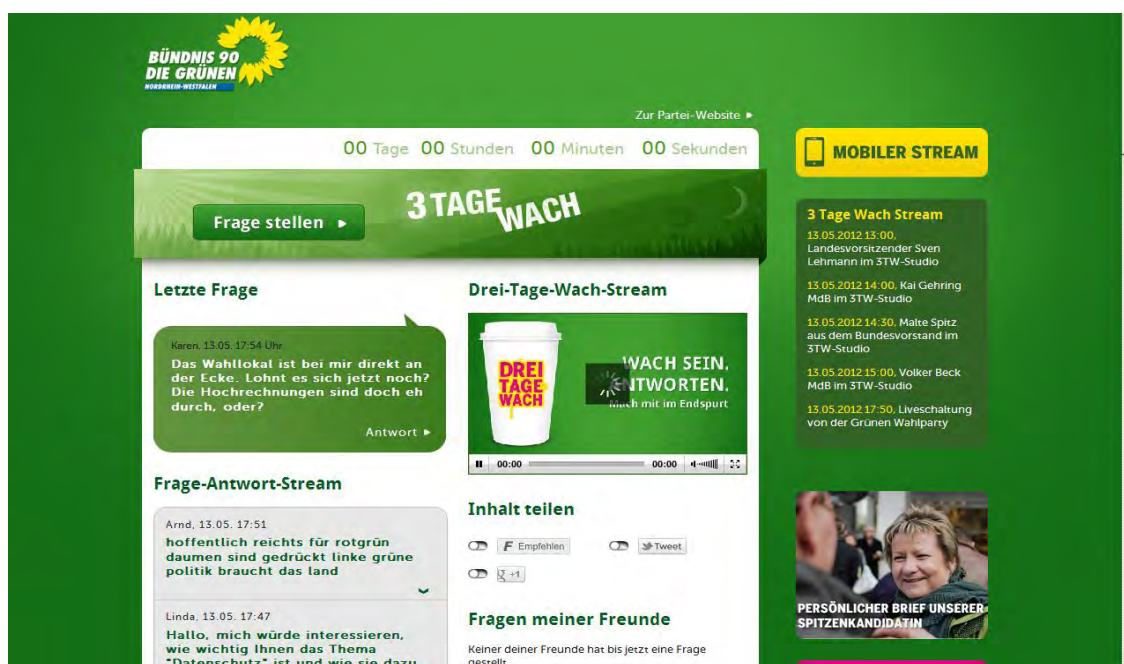 BÜNDNIS 90
DIE GRÜNEN
NORDRHEIN-WESTFALEN
Zur Partei-Website
00 Tage 00 Stunden 00 Minuten 00 Sekunden
MOBILER STREAM
Frage stellen
3 TAGE WACH
Letzte Frage
Karen, 13.05. 17:54 Uhr
Das Wahllokal ist bei mir direkt an
der Ecke. Lohnt es sich jetzt noch?
Die Hochrechnungen sind doch eh
durch, oder?
Antwort
Frage-Antwort-Stream
Arnd, 13.05. 17:51
hoffentlich reichts für rotgrün
daumen sind gedrückt linke grüne
politik braucht das land
Linda, 13.05. 17:47
Hallo, mich würde interessieren,
wie wichtig Ihnen das Thema
"Datenschutz" ist und wie sie dazu
Drei-Tage-Wach-Stream
DREI
TAGE
WACH
WACH SEIN.
ENTWORTEN.
Mach mit im Endspurt
00:00
00:00
Inhalt teilen
Empfehlen
Tweet
+1
Fragen meiner Freunde
Keiner deiner Freunde hat bis jetzt eine Frage
gestellt
3 Tage Wach Stream
13.05.2012 13:00,
Landesvorsitzender Sven
Lehmann im 3TW-Studio
13.05.2012 14:00, Kai Gehring
MdB im 3TW-Studio
13.05.2012 14:30, Malte Spitz
aus dem Bundesvorstand im
3TW-Studio
13.05.2012 15:00, Volker Beck
MdB im 3TW-Studio
13.05.2012 17:50, Liveschaltung
von der Grünen Wahlparty
PERSÖNLICHER BRIEF UNSERER
SPITZENKANDIDATIN